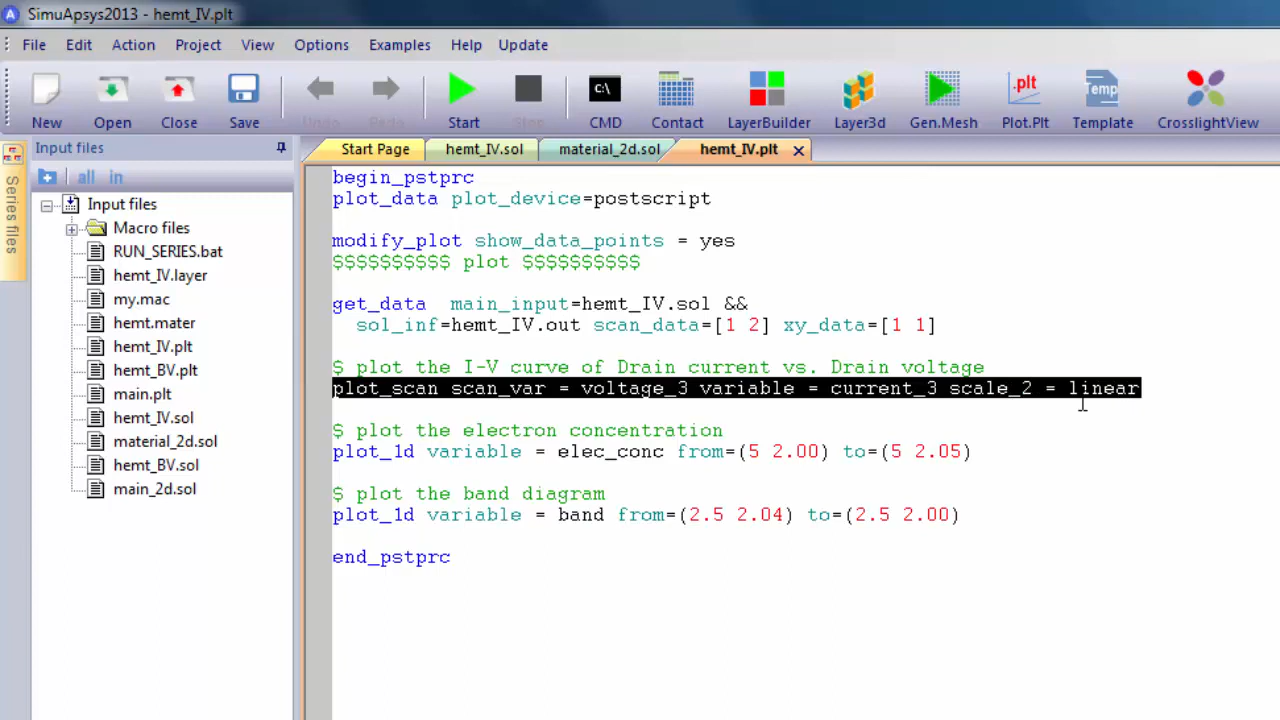 SimuApsys2013 - hemt_IV.plt
File Edit Action Project View Options Examples Help Update
New Open Close Save Undo Redo Start Stop C:\ CMD Contact LayerBuilder Layer3d Gen.Mesh .plt Plot.Plt Temp Template CrosslightView
Series files
Input files
all in
Input files
Macro files
RUN_SERIES.bat
hemt_IV.layer
my.mac
hemt.mater
hemt_IV.plt
hemt_BV.plt
main.plt
hemt_IV.sol
material_2d.sol
hemt_BV.sol
main_2d.sol
Start Page hemt_IV.sol material_2d.sol hemt_IV.plt
begin_pstprc
plot_data plot_device=postscript
modify_plot show_data_points = yes
$$$$$$$$$$ plot $$$$$$$$$$
get_data main_input=hemt_IV.sol &&
sol_inf=hemt_IV.out scan_data=[1 2] xy_data=[1 1]
$ plot the I-V curve of Drain current vs. Drain voltage
plot_scan scan_var = voltage_3 variable = current_3 scale_2 = linear
$ plot the electron concentration
plot_1d variable = elec_conc from=(5 2.00) to=(5 2.05)
$ plot the band diagram
plot_1d variable = band from=(2.5 2.04) to=(2.5 2.00)
end_pstprc